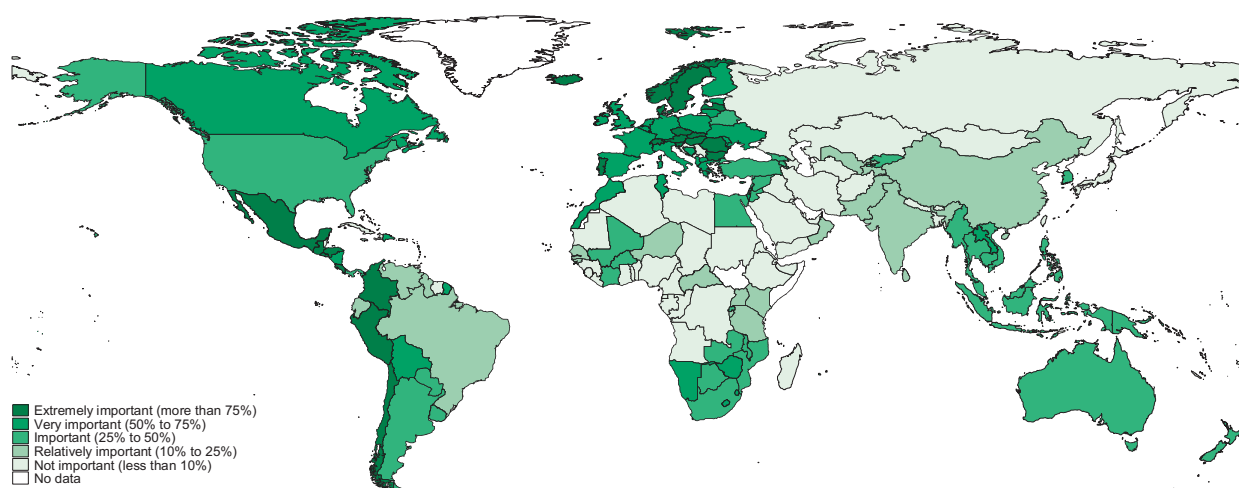 Extremely important (more than 75%)
Very important (50% to 75%)
Important (25% to 50%)
Relatively important (10% to 25%)
Not important (less than 10%)
No data